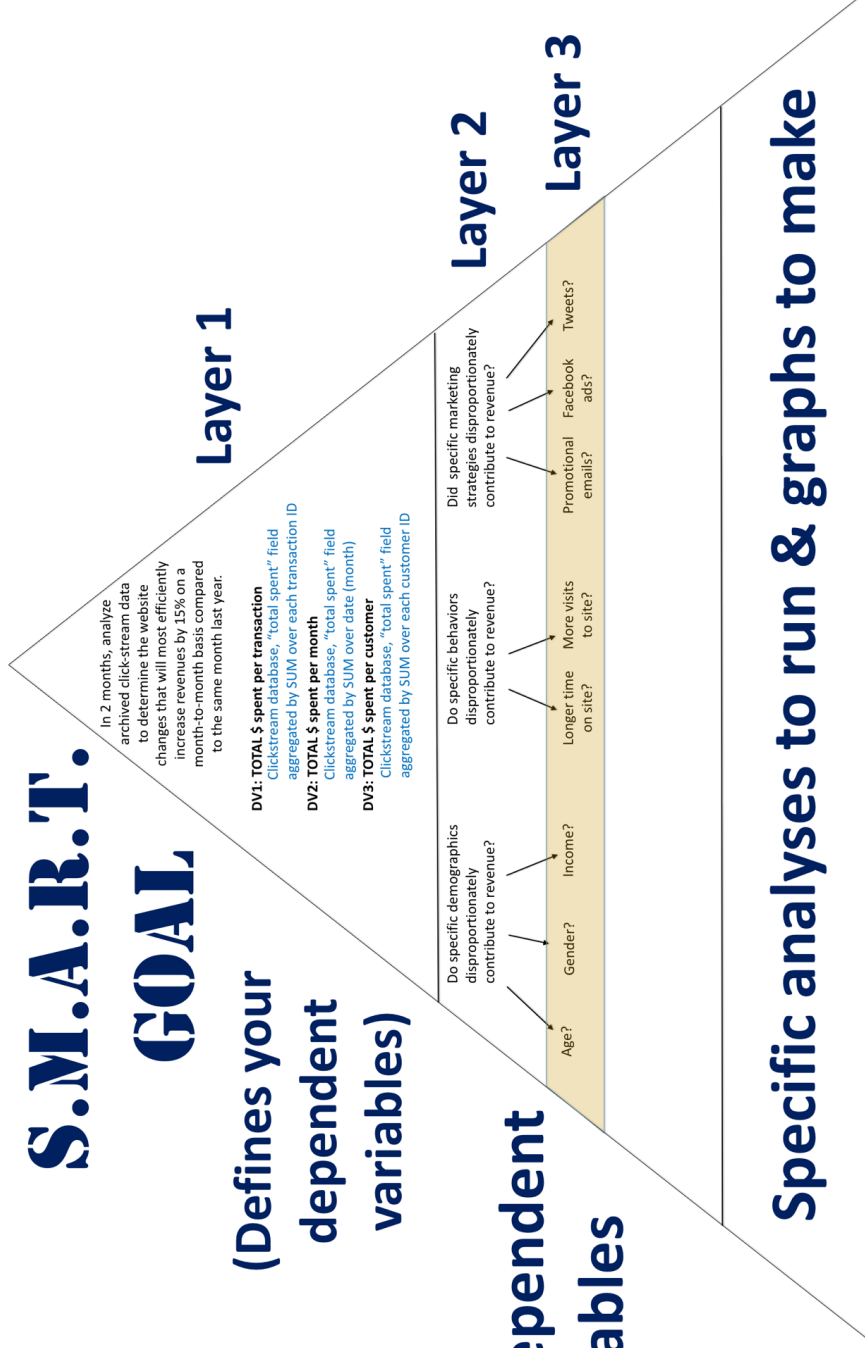 S.M.A.R.T.
GOAL
(Defines your
dependent
variables)
Layer 1
In 2 months, analyze
archived click-stream data
to determine the website
changes that will most efficiently
increase revenues by 15% on a
month-to-month basis compared
to the same month last year.
DV1: TOTAL $ spent per transaction
Clickstream database, "total spent" field
aggregated by SUM over each transaction ID
DV2: TOTAL $ spent per month
Clickstream database, "total spent" field
aggregated by SUM over date (month)
DV3: TOTAL $ spent per customer
Clickstream database, "total spent" field
aggregated by SUM over each customer ID
Layer 2
Do specific demographics
disproportionately
contribute to revenue?
Do specific behaviors
disproportionately
contribute to revenue?
Did specific marketing
strategies disproportionately
contribute to revenue?
Layer 3
Age?
Gender?
Income?
Longer time
on site?
More visits
to site?
Promotional
emails?
Facebook
ads?
Tweets?
ependent
ables
Specific analyses to run & graphs to make